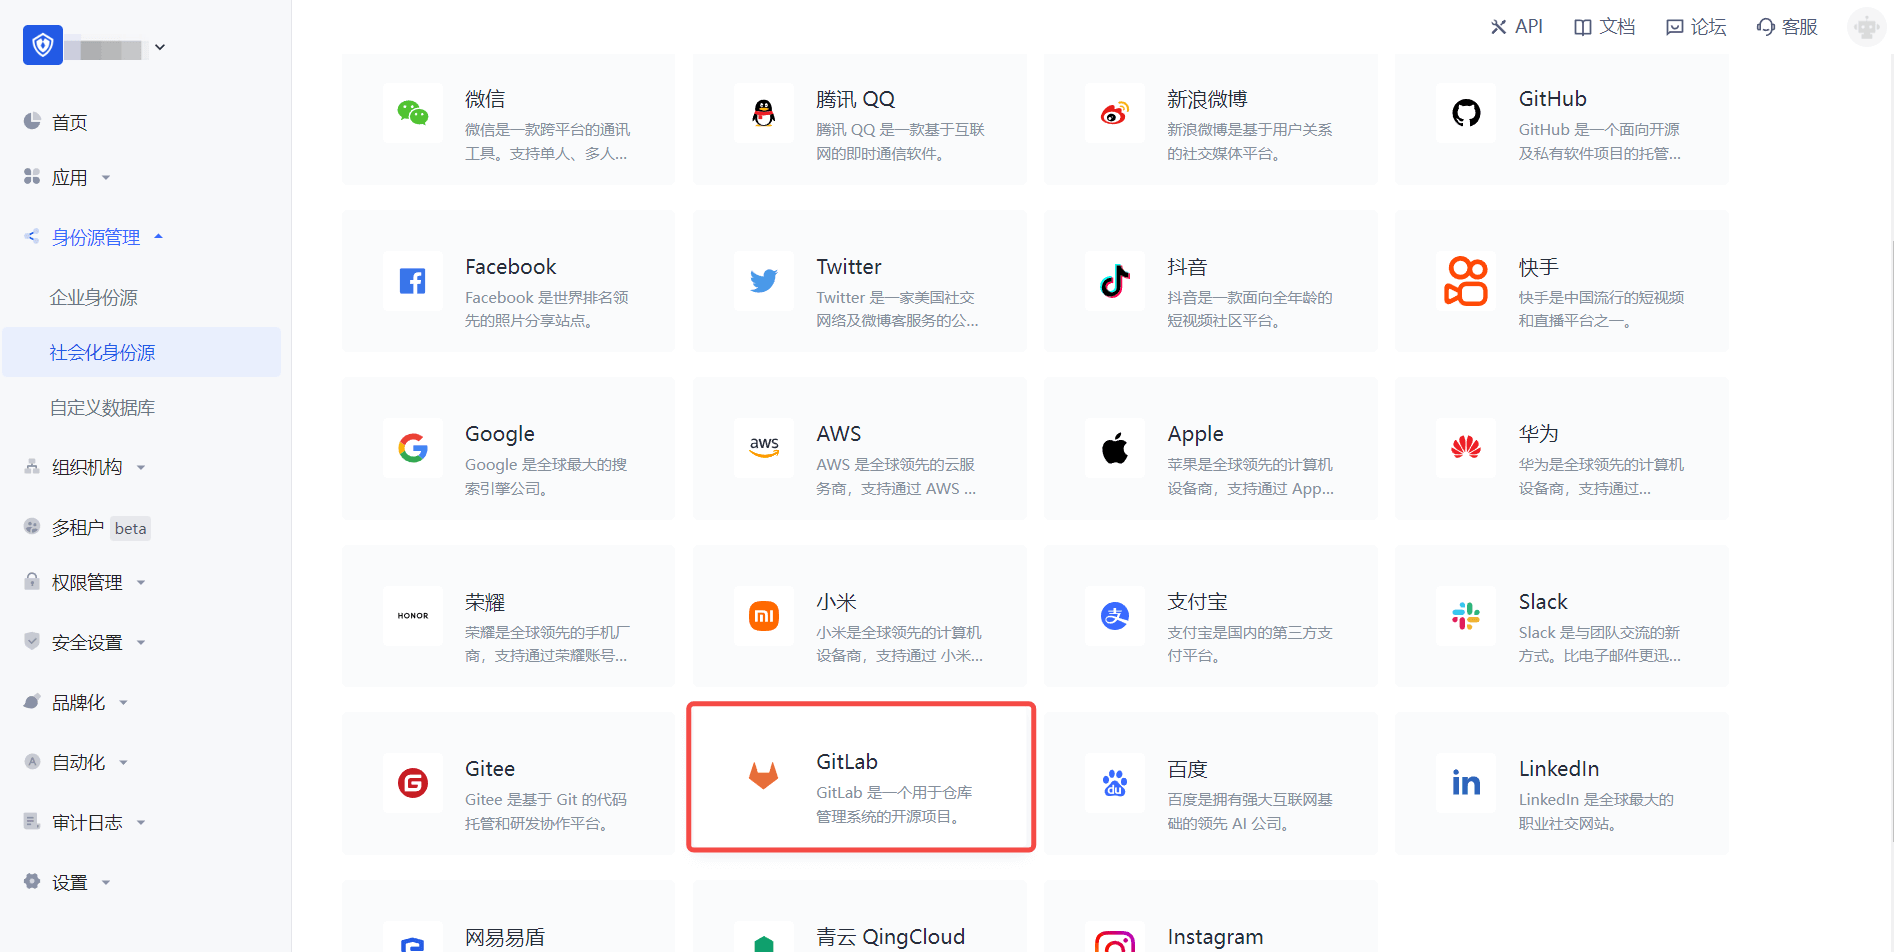 API
文档
论坛
客服
首页
应用
身份源管理
企业身份源
社会化身份源
自定义数据库
组织机构
多租户 beta
权限管理
安全设置
品牌化
自动化
审计日志
设置
微信
微信是一款跨平台的通讯
工具。支持单人、多人...
腾讯 QQ
腾讯 QQ 是一款基于互联
网的即时通信软件。
新浪微博
新浪微博是基于用户关系
的社交媒体平台。
GitHub
GitHub 是一个面向开源
及私有软件项目的托管...
Facebook
Facebook 是世界排名领
先的照片分享站点。
Twitter
Twitter 是一家美国社交
网络及微博客服务的公...
抖音
抖音是一款面向全年龄的
短视频社区平台。
快手
快手是中国流行的短视频
和直播平台之一。
Google
Google 是全球最大的搜
索引擎公司。
aws
AWS
AWS 是全球领先的云服
务商，支持通过 AWS ...
Apple
苹果是全球领先的计算机
设备商，支持通过 App...
华为
华为是全球领先的计算机
设备商，支持通过...
HONOR
荣耀
荣耀是全球领先的手机厂
商，支持通过荣耀账号...
小米
小米是全球领先的计算机
设备商，支持通过 小米...
支
支付宝
支付宝是国内的第三方支
付平台。
Slack
Slack 是与团队交流的新
方式。比电子邮件更迅...
Gitee
Gitee 是基于 Git 的代码
托管和研发协作平台。
GitLab
GitLab 是一个用于仓库
管理系统的开源项目。
du
百度
百度是拥有强大互联网基
础的领先 AI 公司。
in
LinkedIn
LinkedIn 是全球最大的
职业社交网站。
网易易盾
青云 QingCloud
Instagram